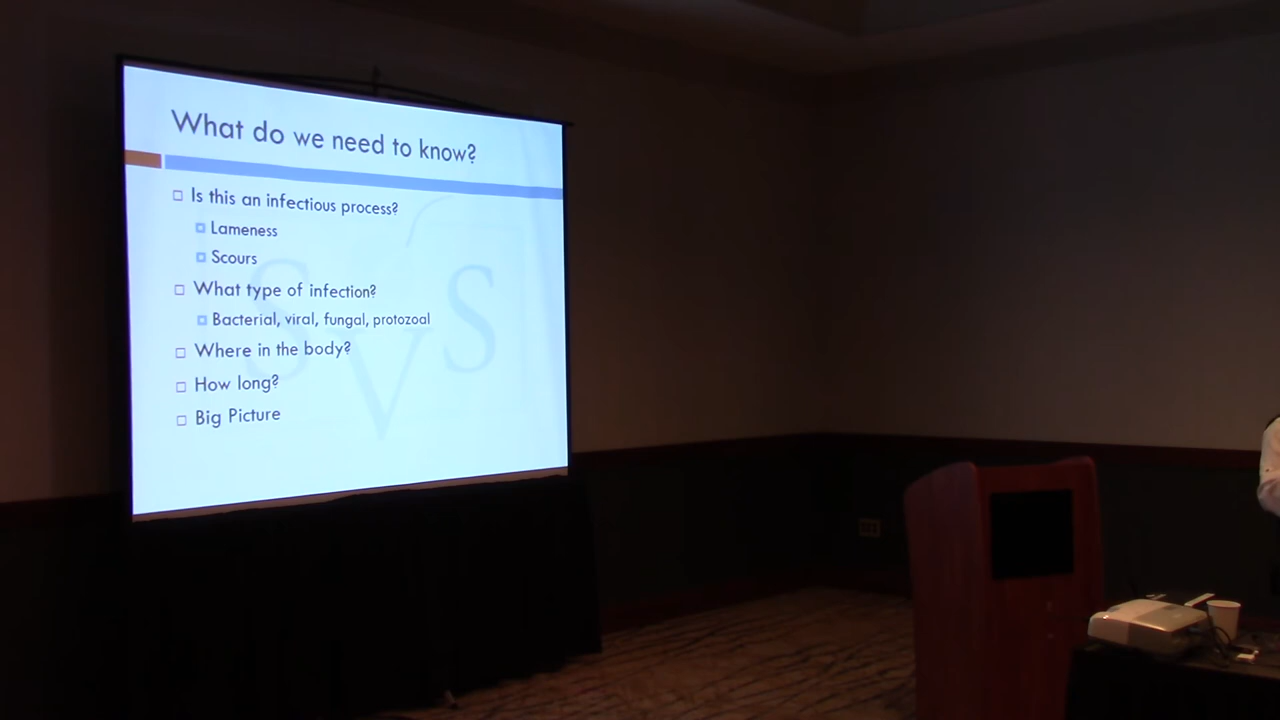 What do we need to know?
Is this an infectious process?
Lameness
Scours
What type of infection?
Bacterial, viral, fungal, protozoal
Where in the body?
How long?
Big Picture
SVS